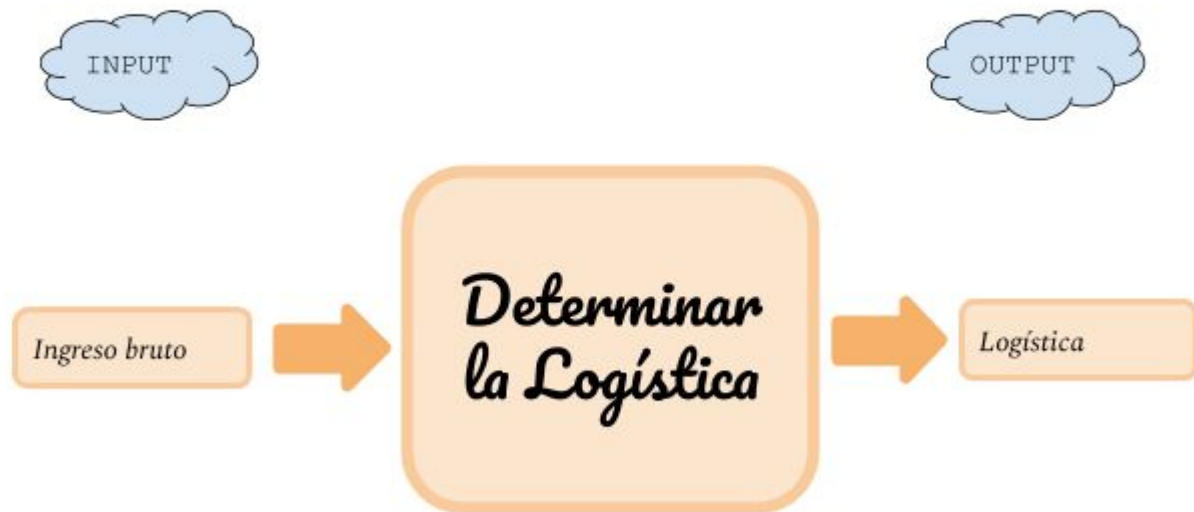 INPUT
OUTPUT
Ingreso bruto
Determinar
la Logística
Logística